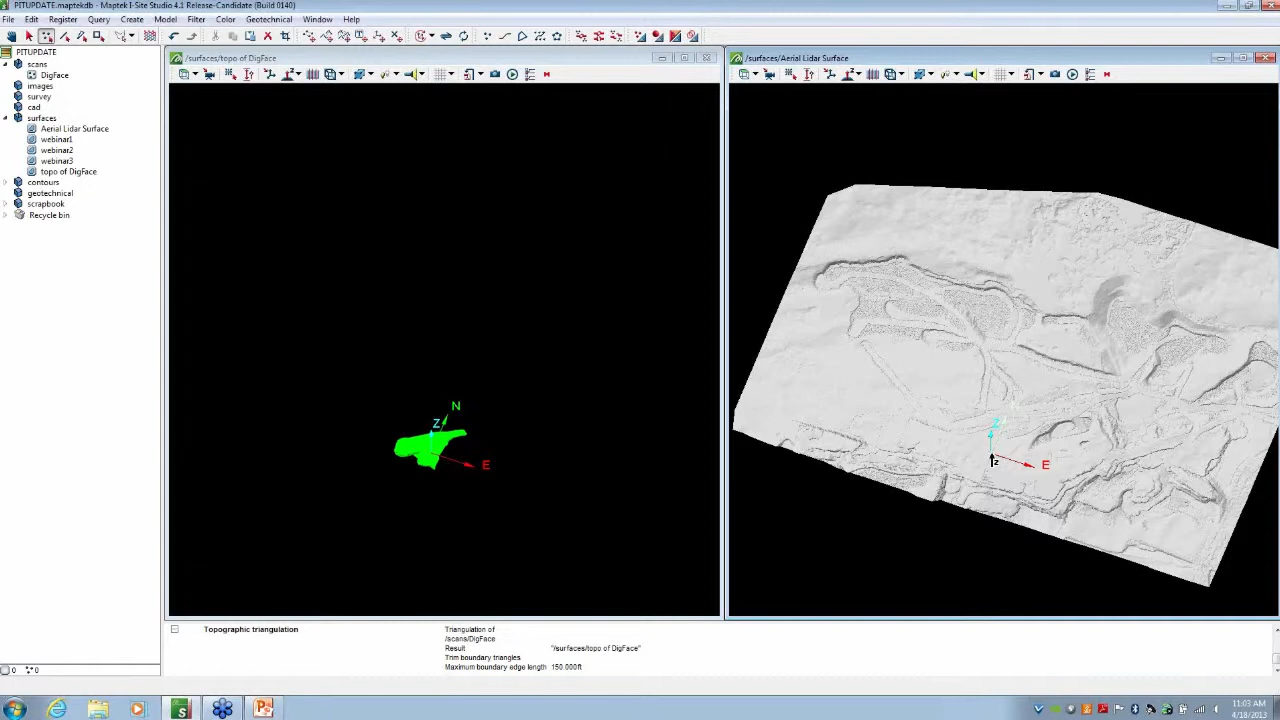 PITUPDATE.maptekdb - Maptek I-Site Studio 4.1 Release-Candidate (Build 0140)
File Edit Register Query Create Model Filter Color Geotechnical Window Help
PITUPDATE
scans
DigFace
images
survey
cad
surfaces
Aerial Lidar Surface
webinar1
webinar2
webinar3
topo of DigFace
contours
geotechnical
scrapbook
Recycle bin
/surfaces/topo of DigFace
N
Z
E
/surfaces/Aerial Lidar Surface
N
Z
E
z
Topographic triangulation
Triangulation of
/scans/DigFace
Result "/surfaces/topo of DigFace"
Trim boundary triangles
Maximum boundary edge length 150.000ft
0 0
11:03 AM
4/18/2013